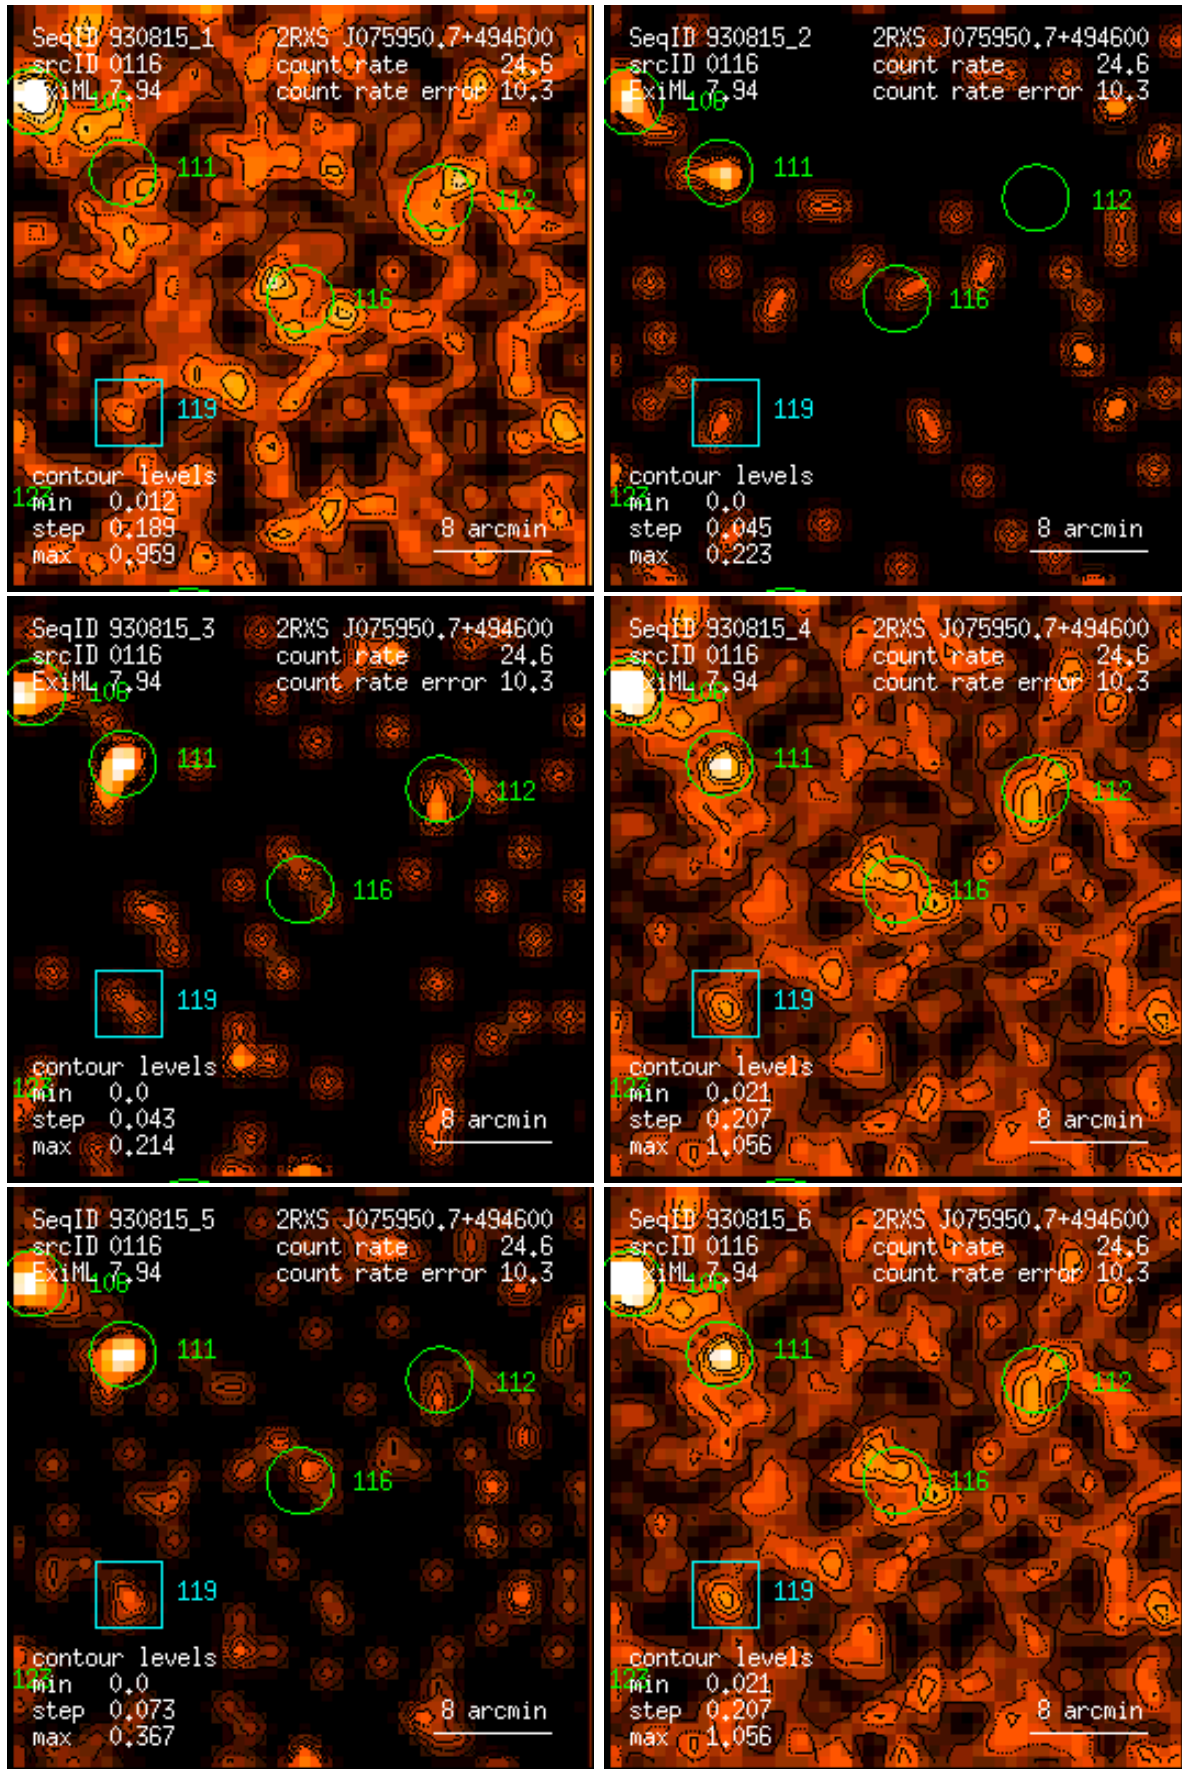 SeqID 930815_1 2RXS J075950.7+494600
srcID 0116 count rate 24.6
ExiML 7.94 count rate error 10.3
106
111
112
116
119
contour levels
123
min 0.012
step 0.189 8 arcmin
max 0.959
SeqID 930815_2 2RXS J075950.7+494600
srcID 0116 count rate 24.6
ExiML 7.94 count rate error 10.3
106
111
112
116
119
contour levels
123
min 0.0
step 0.045 8 arcmin
max 0.223
SeqID 930815_3 2RXS J075950.7+494600
srcID 0116 count rate 24.6
ExiML 7.94 count rate error 10.3
106
111
112
116
119
contour levels
123
min 0.0
step 0.043 8 arcmin
max 0.214
SeqID 930815_4 2RXS J075950.7+494600
srcID 0116 count rate 24.6
ExiML 7.94 count rate error 10.3
106
111
112
116
119
contour levels
123
min 0.021
step 0.207 8 arcmin
max 1.056
SeqID 930815_5 2RXS J075950.7+494600
srcID 0116 count rate 24.6
ExiML 7.94 count rate error 10.3
106
111
112
116
119
contour levels
123
min 0.0
step 0.073 8 arcmin
max 0.367
SeqID 930815_6 2RXS J075950.7+494600
srcID 0116 count rate 24.6
ExiML 7.94 count rate error 10.3
106
111
112
116
119
contour levels
123
min 0.021
step 0.207 8 arcmin
max 1.056